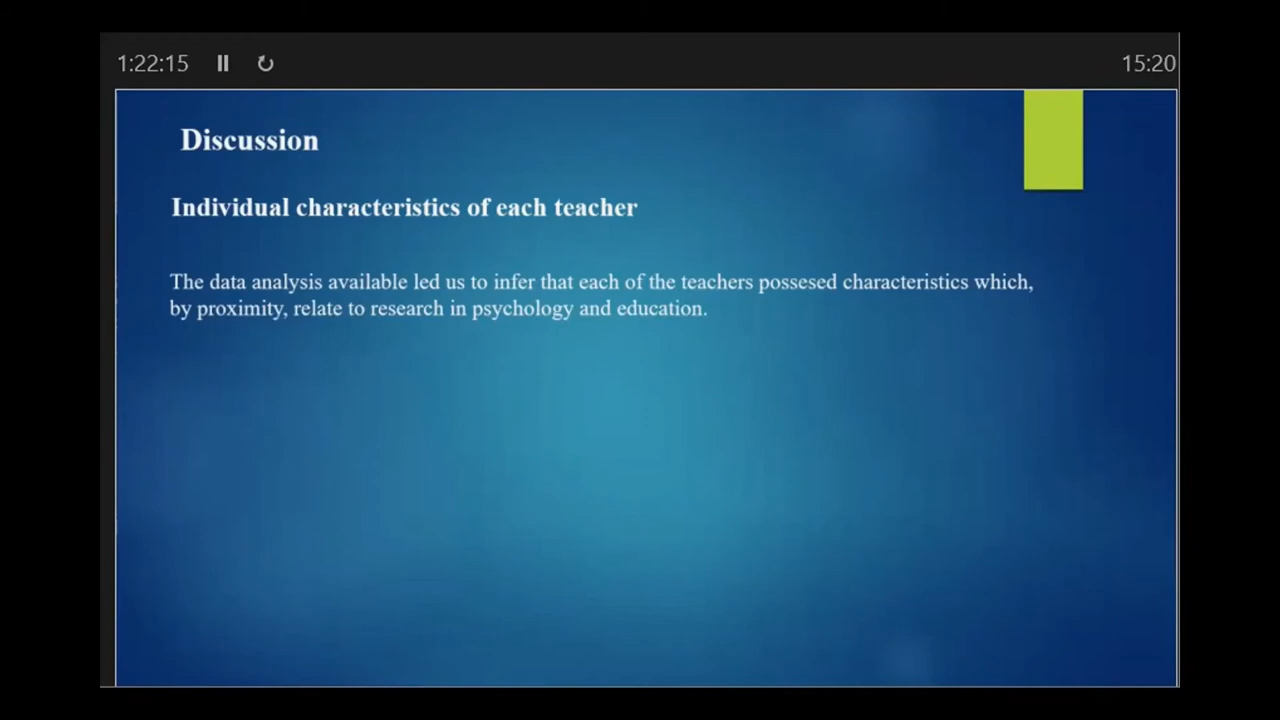 1:22:15
15:20
Discussion
Individual characteristics of each teacher
The data analysis available led us to infer that each of the teachers possesed characteristics which,
by proximity, relate to research in psychology and education.